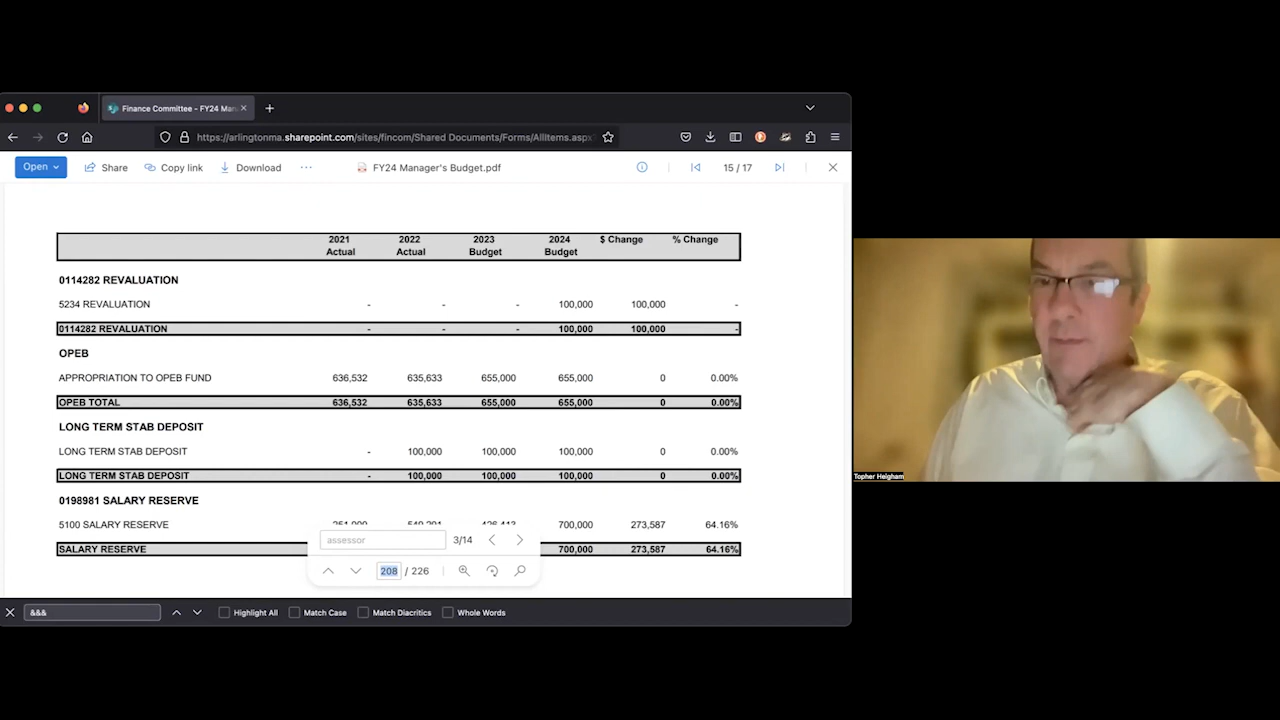 Finance Committee - FY24 Man
https://arlingtonma.sharepoint.com/sites/fincom/Shared Documents/Forms/AllItems.aspx?
Open Share Copy link Download ... FY24 Manager's Budget.pdf 15 / 17
2021 2022 2023 2024 $ Change % Change
Actual Actual Budget Budget
0114282 REVALUATION
5234 REVALUATION - - - 100,000 100,000 -
0114282 REVALUATION - - - 100,000 100,000 -
OPEB
APPROPRIATION TO OPEB FUND 636,532 635,633 655,000 655,000 0 0.00%
OPEB TOTAL 636,532 635,633 655,000 655,000 0 0.00%
LONG TERM STAB DEPOSIT
LONG TERM STAB DEPOSIT - 100,000 100,000 100,000 0 0.00%
LONG TERM STAB DEPOSIT - 100,000 100,000 100,000 0 0.00%
Topher Heigham
0198981 SALARY RESERVE
5100 SALARY RESERVE 700,000 273,587 64.16%
assessor 3/14
SALARY RESERVE 700,000 273,587 64.16%
208 / 226
&&& Highlight All Match Case Match Diacritics Whole Words